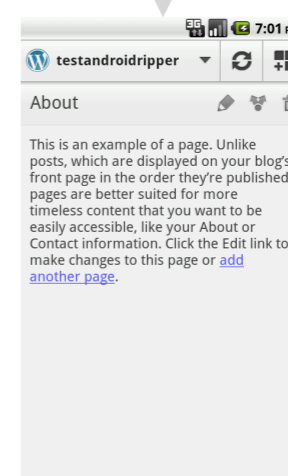 3G 7:01
testandroidripper
About
This is an example of a page. Unlike
posts, which are displayed on your blog's
front page in the order they're published
pages are better suited for more
timeless content that you want to be
easily accessible, like your About or
Contact information. Click the Edit link to
make changes to this page or add
another page.